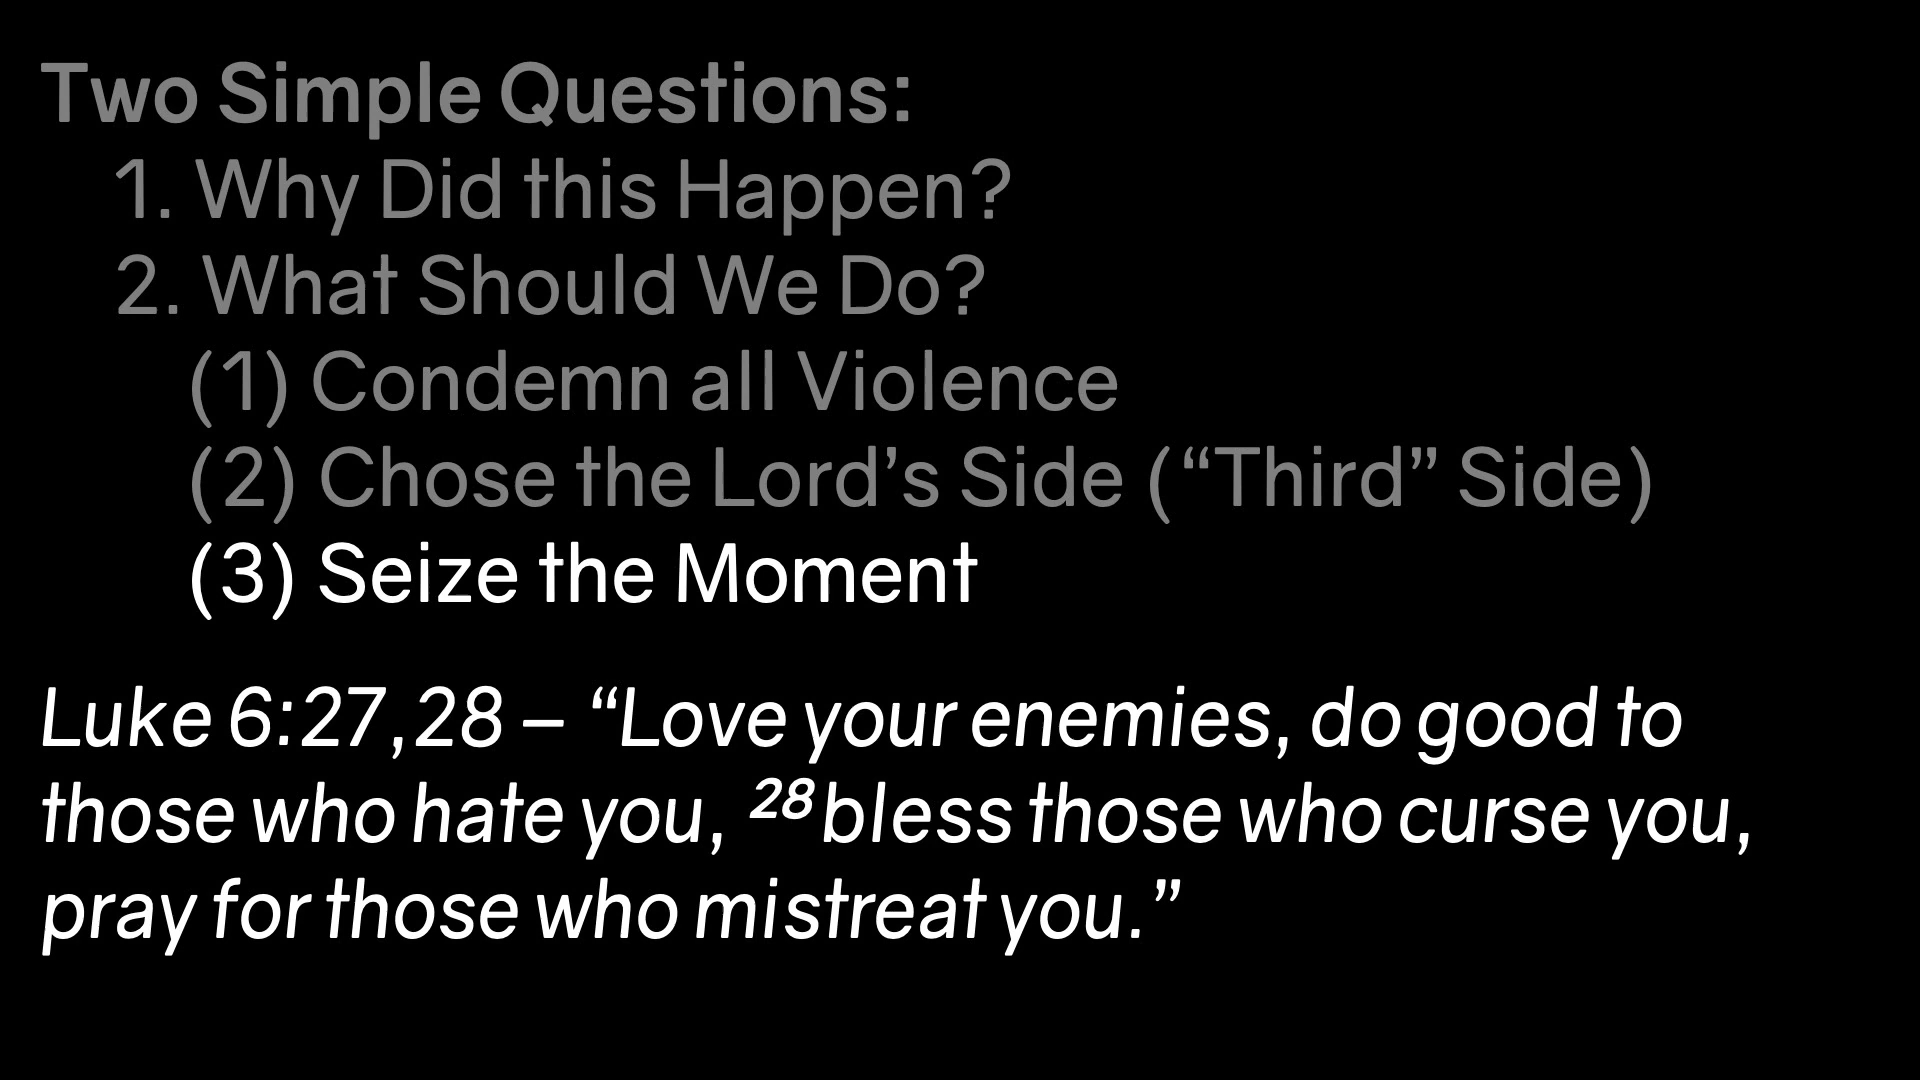 Two Simple Questions:
1. Why Did this Happen?
2. What Should We Do?
(1) Condemn all Violence
(2) Chose the Lord’s Side (“Third” Side)
(3) Seize the Moment
Luke 6:27,28 – “Love your enemies, do good to
those who hate you, ²⁸bless those who curse you,
pray for those who mistreat you.”